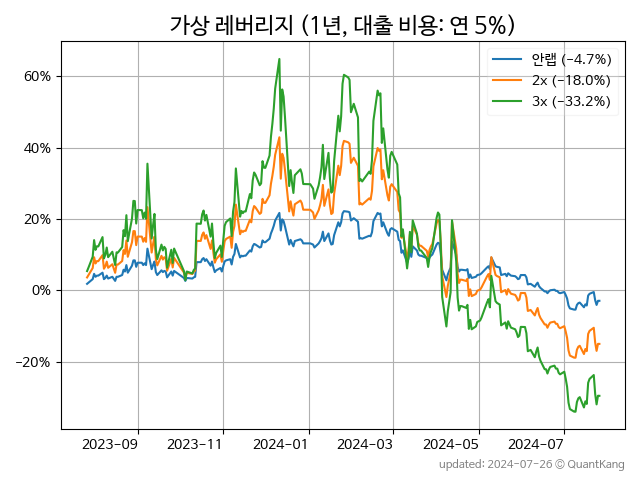 가상 레버리지 (1년, 대출 비용: 연 5%)
안랩 (−4.7%)
2x (−18.0%)
3x (−33.2%)
60%
40%
20%
0%
−20%
2023−09 2023−11 2024−01 2024−03 2024−05 2024−07
updated: 2024-07-26 © QuantKang